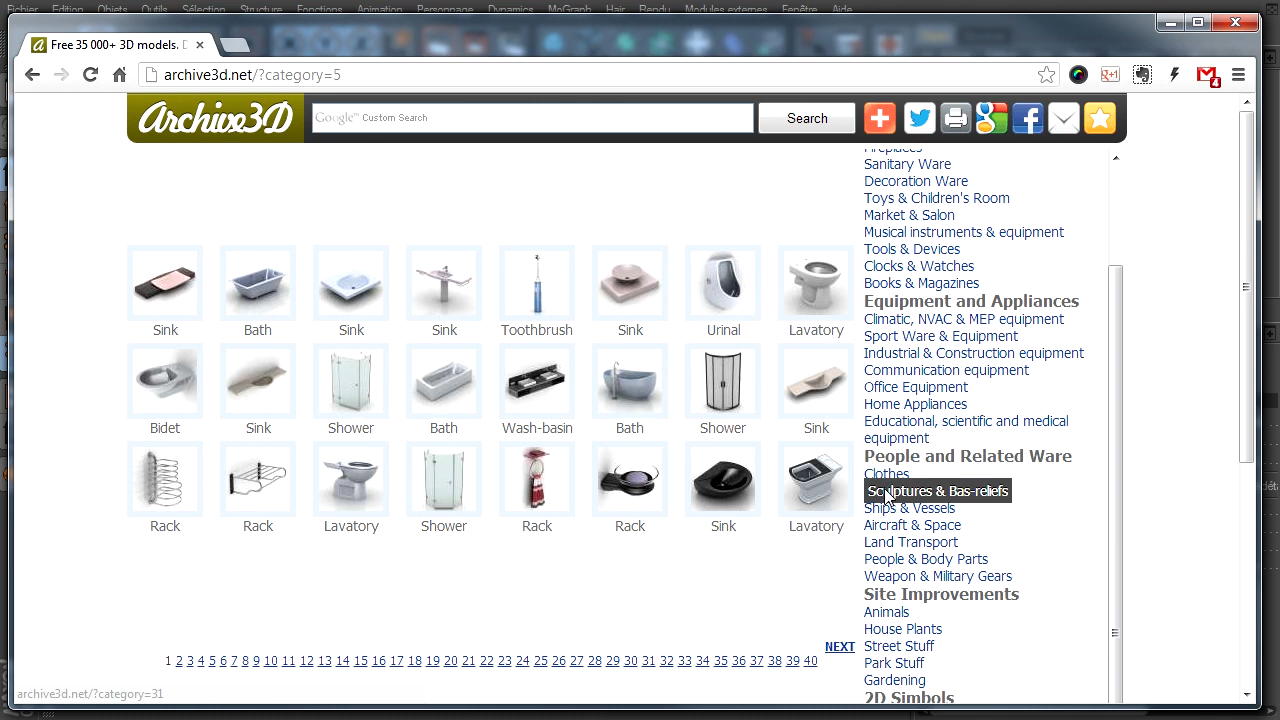 Fichier Edition Objets Outils Sélection Structure Fonctions Animation Personnage Dynamics MoGraph Hair Rendu Modules externes Fenêtre Aide
Free 35 000+ 3D models. D
archive3d.net/?category=5
g+1
4
Archive3D
Google™ Custom Search
Search
Fireplaces
Sanitary Ware
Decoration Ware
Toys & Children's Room
Market & Salon
Musical instruments & equipment
Tools & Devices
Clocks & Watches
Books & Magazines
Equipment and Appliances
Climatic, NVAC & MEP equipment
Sport Ware & Equipment
Industrial & Construction equipment
Communication equipment
Office Equipment
Home Appliances
Educational, scientific and medical
equipment
People and Related Ware
Clothes
Sculptures & Bas-reliefs
Ships & Vessels
Aircraft & Space
Land Transport
People & Body Parts
Weapon & Military Gears
Site Improvements
Animals
House Plants
Street Stuff
Park Stuff
Gardening
2D Simbols
Sink Bath Sink Sink Toothbrush Sink Urinal Lavatory
Bidet Sink Shower Bath Wash-basin Bath Shower Sink
Rack Rack Lavatory Shower Rack Rack Sink Lavatory
NEXT
1 2 3 4 5 6 7 8 9 10 11 12 13 14 15 16 17 18 19 20 21 22 23 24 25 26 27 28 29 30 31 32 33 34 35 36 37 38 39 40
archive3d.net/?category=31